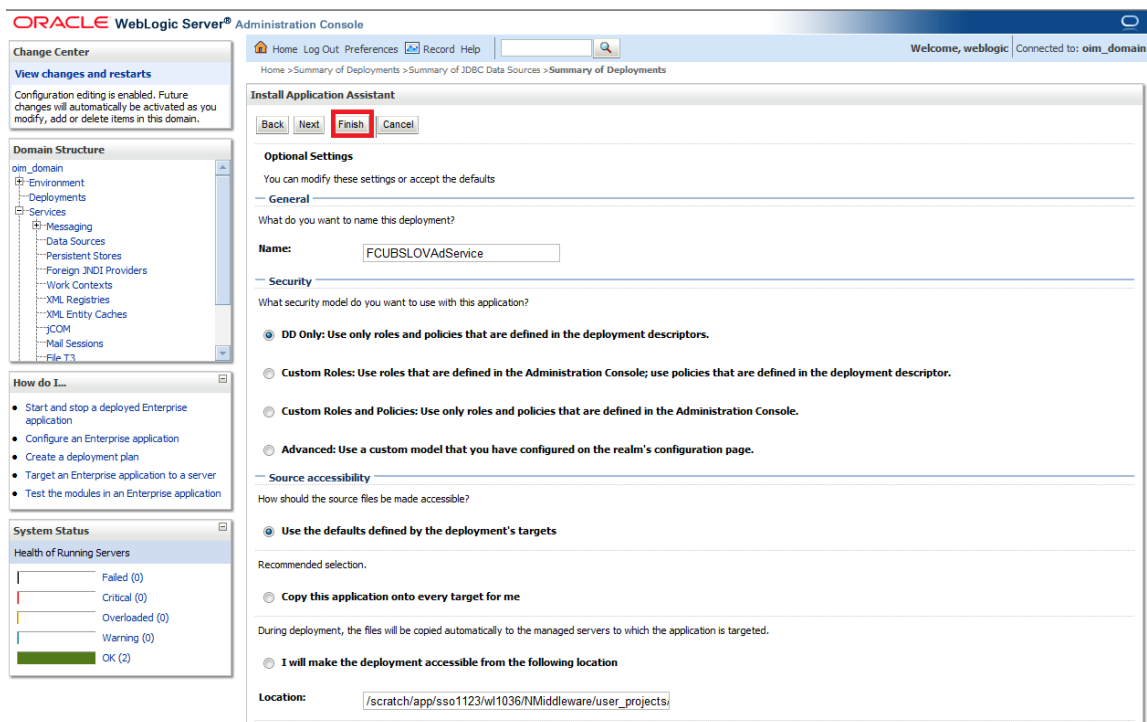 ORACLE WebLogic Server® Administration Console
Change Center
View changes and restarts
Configuration editing is enabled. Future
changes will automatically be activated as you
modify, add or delete items in this domain.
Domain Structure
oim_domain
Environment
Deployments
Services
Messaging
Data Sources
Persistent Stores
Foreign JNDI Providers
Work Contexts
XML Registries
XML Entity Caches
jCOM
Mail Sessions
File T3
How do I...
Start and stop a deployed Enterprise
application
Configure an Enterprise application
Create a deployment plan
Target an Enterprise application to a server
Test the modules in an Enterprise application
System Status
Health of Running Servers
Failed (0)
Critical (0)
Overloaded (0)
Warning (0)
OK (2)
Home Log Out Preferences Record Help
Welcome, weblogic Connected to: oim_domain
Home >Summary of Deployments >Summary of JDBC Data Sources >Summary of Deployments
Install Application Assistant
Back Next Finish Cancel
Optional Settings
You can modify these settings or accept the defaults
General
What do you want to name this deployment?
Name: FCUBSLOVAdService
Security
What security model do you want to use with this application?
DD Only: Use only roles and policies that are defined in the deployment descriptors.
Custom Roles: Use roles that are defined in the Administration Console; use policies that are defined in the deployment descriptor.
Custom Roles and Policies: Use only roles and policies that are defined in the Administration Console.
Advanced: Use a custom model that you have configured on the realm's configuration page.
Source accessibility
How should the source files be made accessible?
Use the defaults defined by the deployment's targets
Recommended selection.
Copy this application onto every target for me
During deployment, the files will be copied automatically to the managed servers to which the application is targeted.
I will make the deployment accessible from the following location
Location: /scratch/app/sso1123/wl1036/NMiddleware/user_projects/